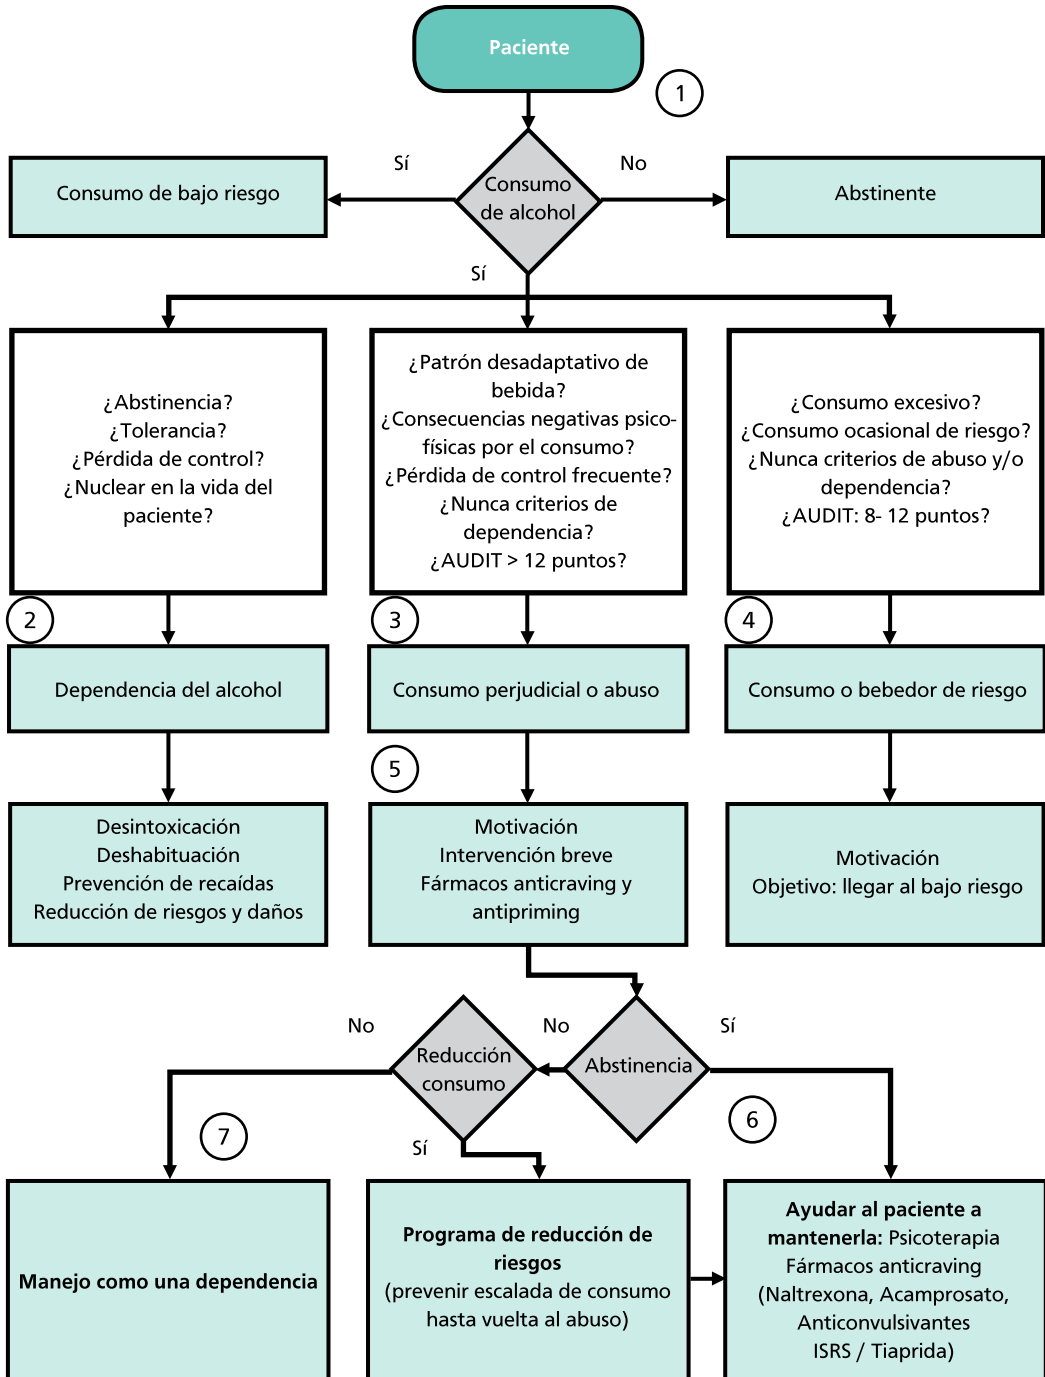 Paciente
1
Sí
No
Consumo de bajo riesgo
Consumo
de alcohol
Abstinente
Sí
¿Abstinencia?
¿Tolerancia?
¿Pérdida de control?
¿Nuclear en la vida del
paciente?
¿Patrón desadaptativo de
bebida?
¿Consecuencias negativas psico-
físicas por el consumo?
¿Pérdida de control frecuente?
¿Nunca criterios de
dependencia?
¿AUDIT > 12 puntos?
¿Consumo excesivo?
¿Consumo ocasional de riesgo?
¿Nunca criterios de abuso y/o
dependencia?
¿AUDIT: 8- 12 puntos?
2
3
4
Dependencia del alcohol
Consumo perjudicial o abuso
Consumo o bebedor de riesgo
5
Desintoxicación
Deshabituación
Prevención de recaídas
Reducción de riesgos y daños
Motivación
Intervención breve
Fármacos anticraving y
antipriming
Motivación
Objetivo: llegar al bajo riesgo
No
No
Sí
Reducción
consumo
Abstinencia
7
Sí
6
Manejo como una dependencia
Programa de reducción de
riesgos
(prevenir escalada de consumo
hasta vuelta al abuso)
Ayudar al paciente a
mantenerla: Psicoterapia
Fármacos anticraving
(Naltrexona, Acamprosato,
Anticonvulsivantes
ISRS / Tiaprida)